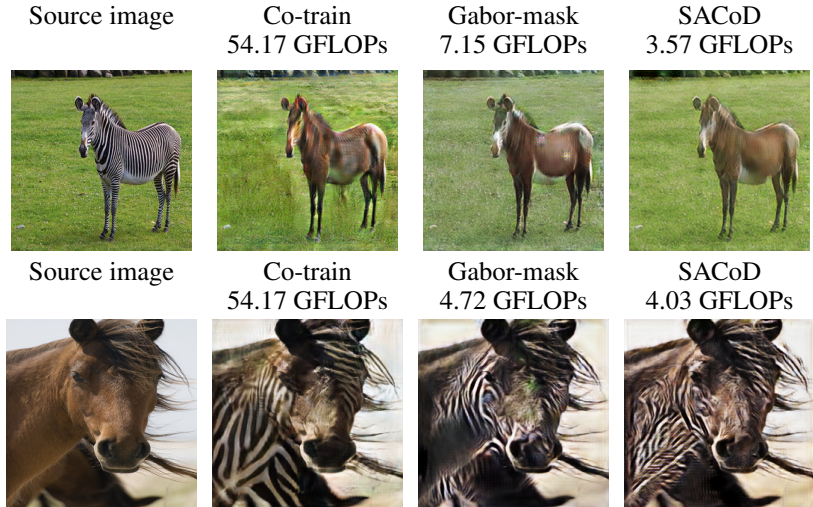 Source image Co-train Gabor-mask SACoD
54.17 GFLOPs 7.15 GFLOPs 3.57 GFLOPs
Source image Co-train Gabor-mask SACoD
54.17 GFLOPs 4.72 GFLOPs 4.03 GFLOPs